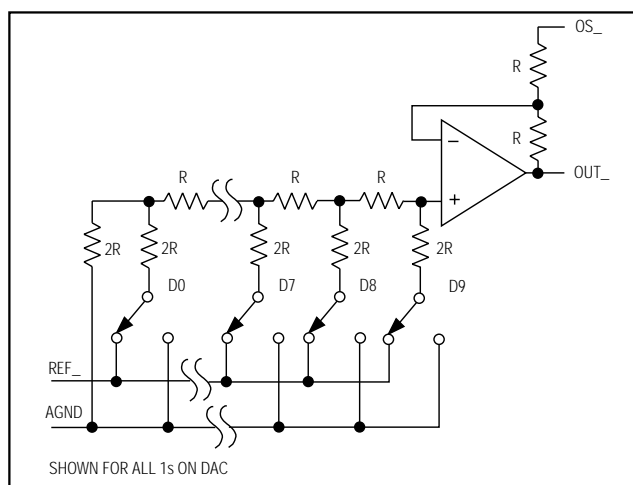 OS_
R
R
OUT_
−
+
R
R
R
2R
2R
2R
2R
2R
D0
D7
D8
D9
REF_
AGND
SHOWN FOR ALL 1s ON DAC